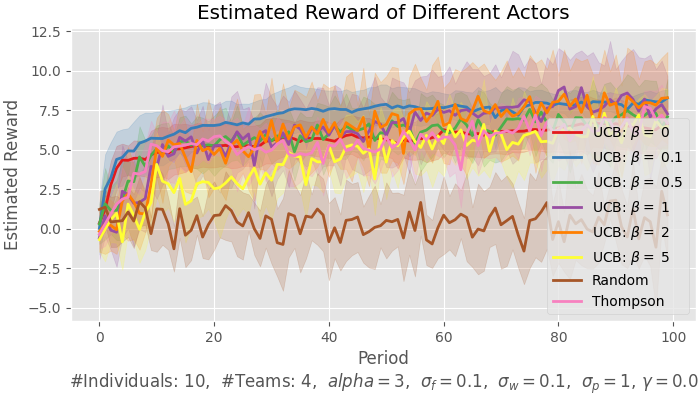 Estimated Reward of Different Actors
12.5
10.0
7.5
5.0
2.5
0.0
−2.5
−5.0
Estimated Reward
UCB: β = 0
UCB: β = 0.1
UCB: β = 0.5
UCB: β = 1
UCB: β = 2
UCB: β = 5
Random
Thompson
0 20 40 60 80 100
Period
#Individuals: 10, #Teams: 4, alpha = 3, σf = 0.1, σw = 0.1, σp = 1, γ = 0.0